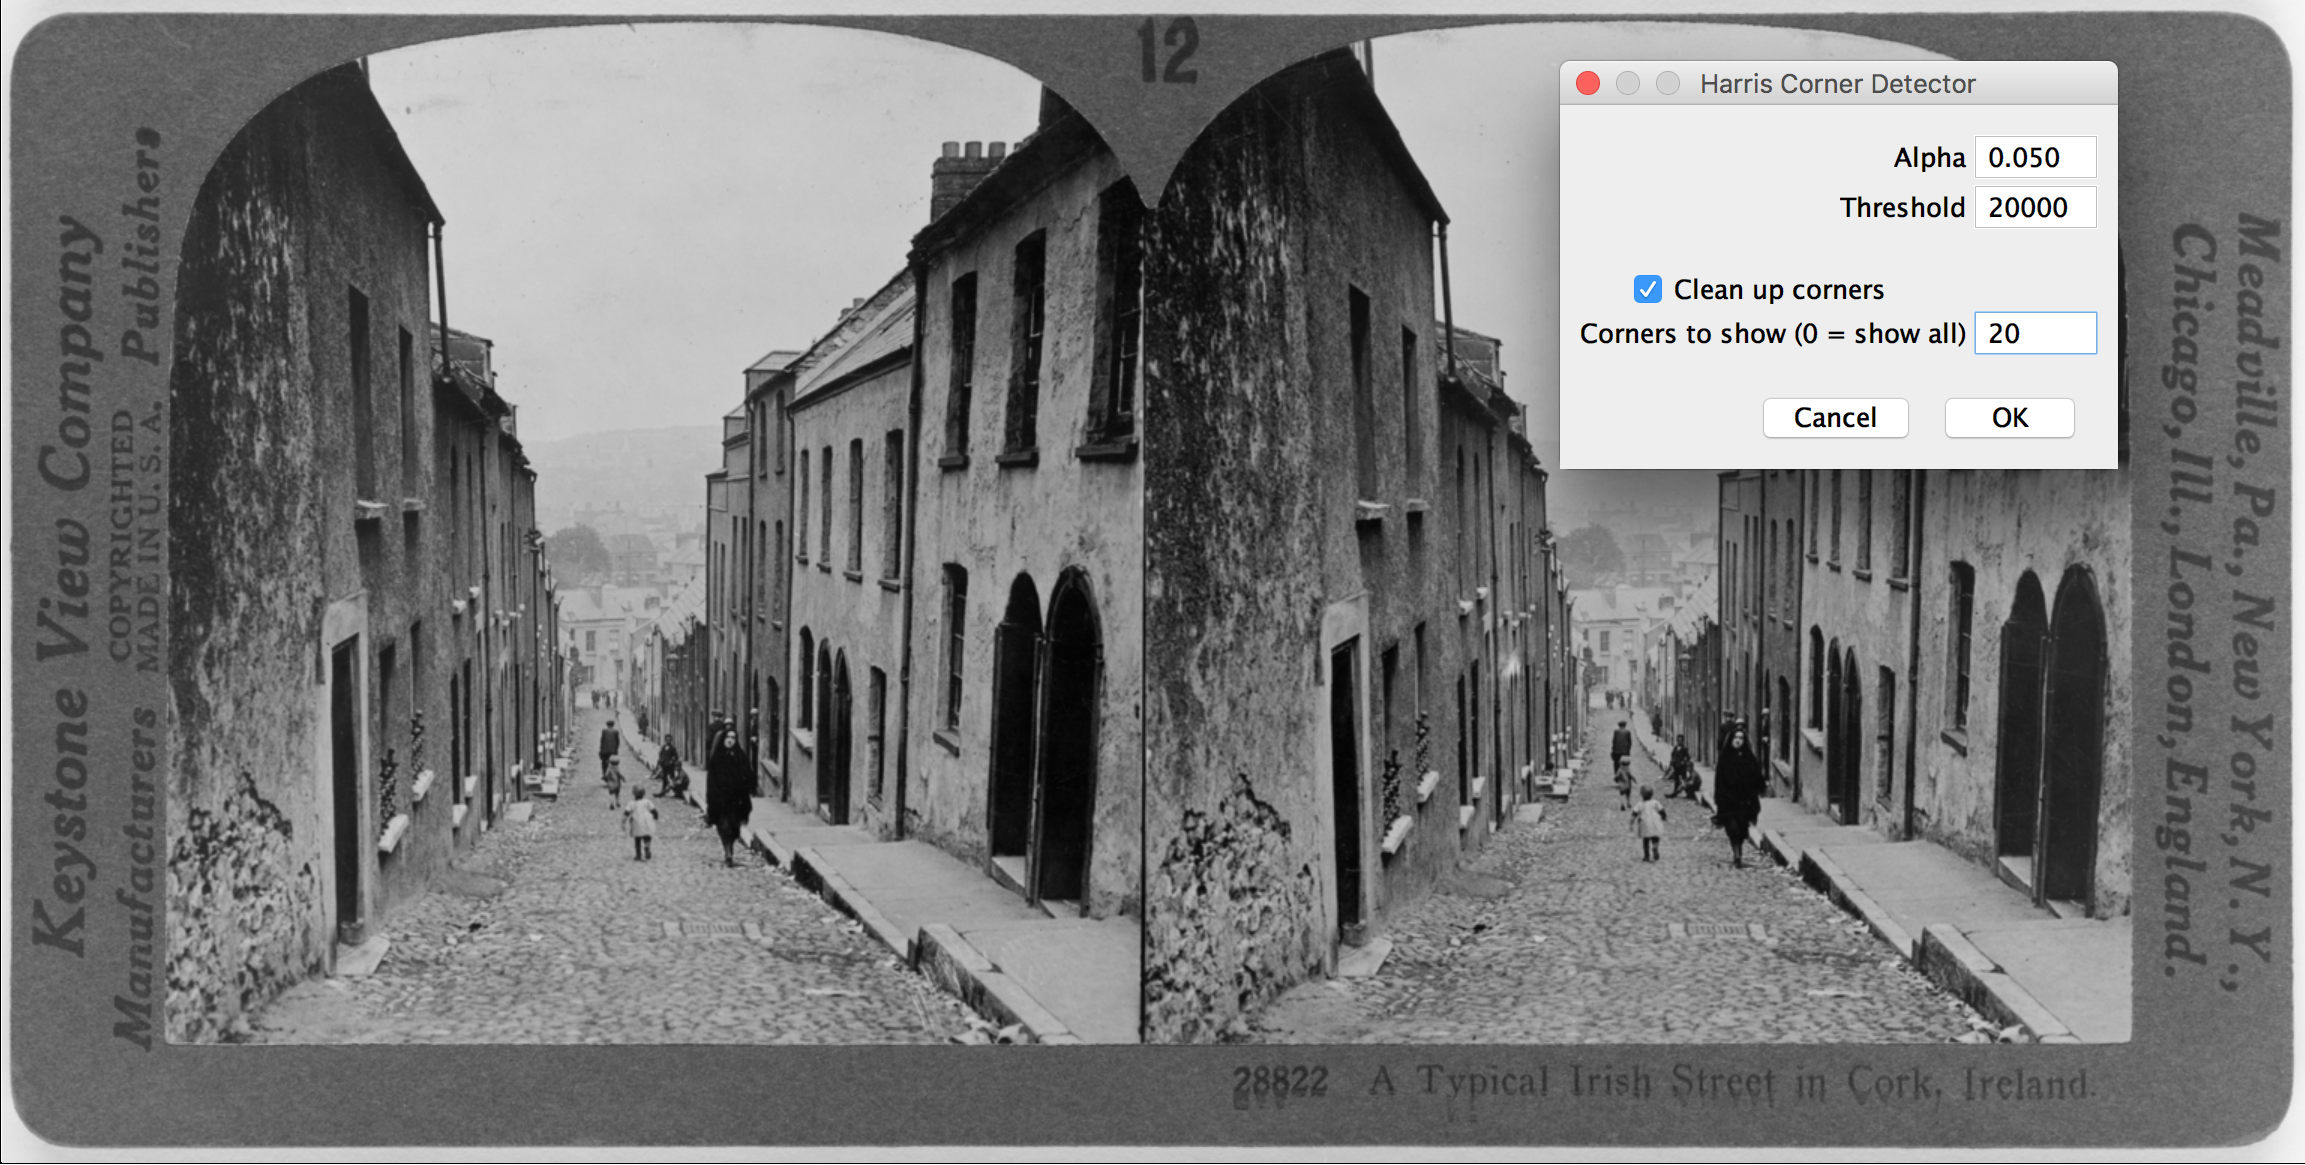 Keystone View Company
COPYRIGHTED
MADE IN U.S.A.
Manufacturers Publishers
12
Harris Corner Detector
Alpha 0.050
Threshold 20000
Clean up corners
Corners to show (0 = show all) 20
Cancel OK
Meadville, Pa., New York, N.Y.,
Chicago, Ill., London, England.
28822 A Typical Irish Street in Cork, Ireland.